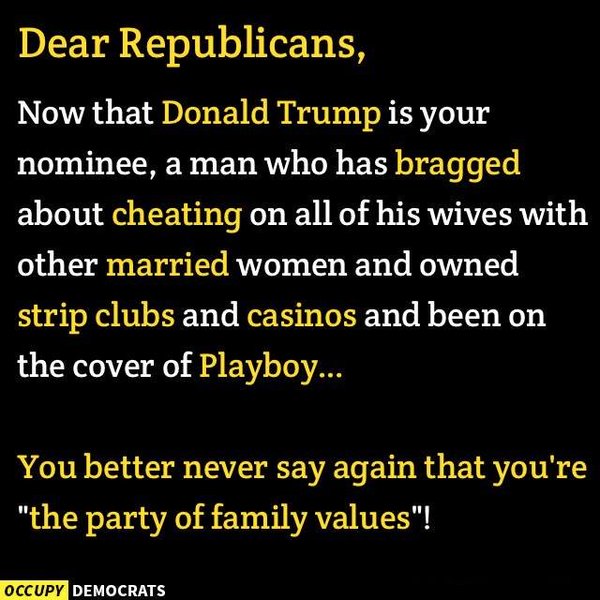 Dear Republicans,
Now that Donald Trump is your
nominee, a man who has bragged
about cheating on all of his wives with
other married women and owned
strip clubs and casinos and been on
the cover of Playboy...
You better never say again that you're
"the party of family values"!
OCCUPY DEMOCRATS